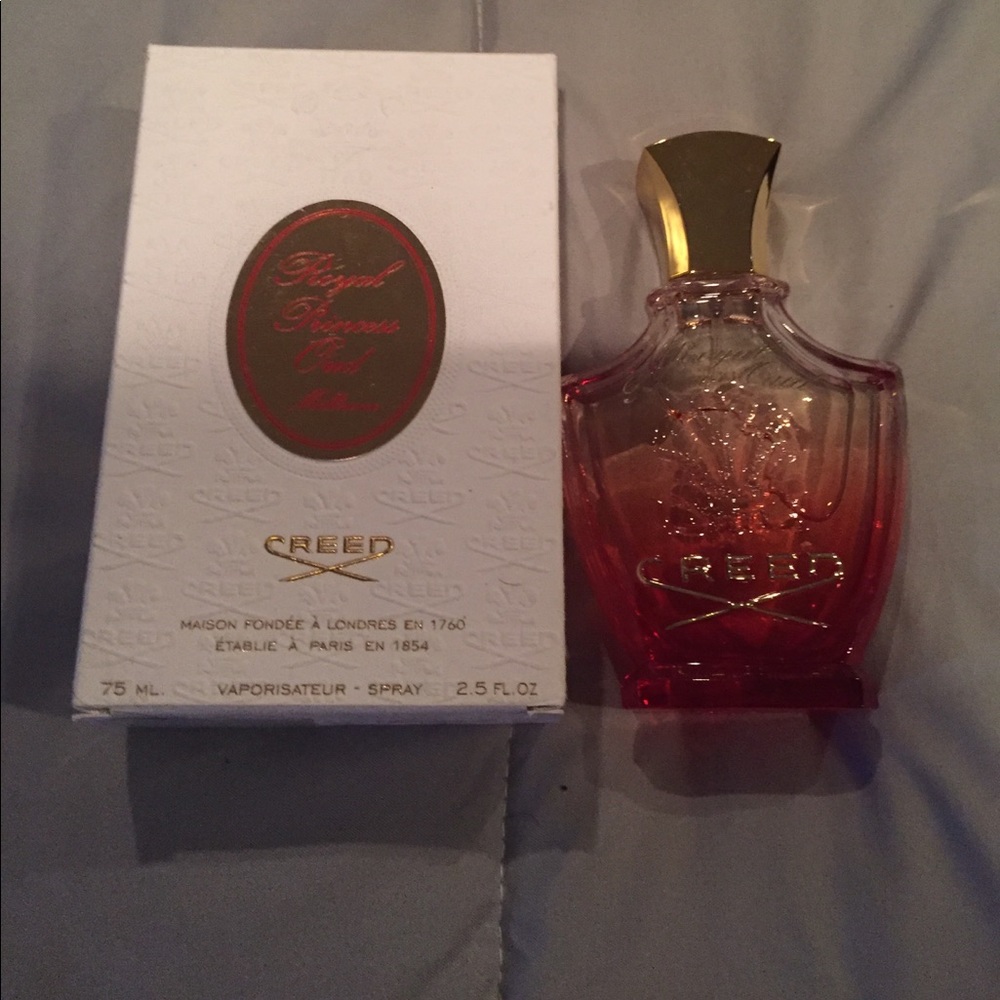 Royal
Princess
Oud
Millesime
CREED
MAISON FONDÉE À LONDRES EN 1760
ÉTABLIE À PARIS EN 1854
75 ML. VAPORISATEUR - SPRAY 2.5 FL.OZ
CREED